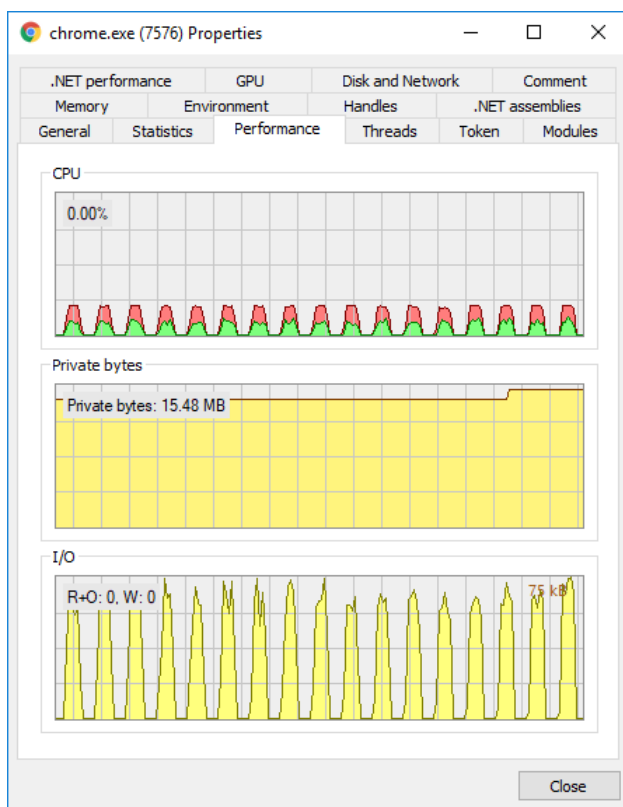 chrome.exe (7576) Properties
.NET performance GPU Disk and Network Comment
Memory Environment Handles .NET assemblies
General Statistics Performance Threads Token Modules
CPU
0.00%
Private bytes
Private bytes: 15.48 MB
I/O
R+O: 0, W: 0 75 kB
Close